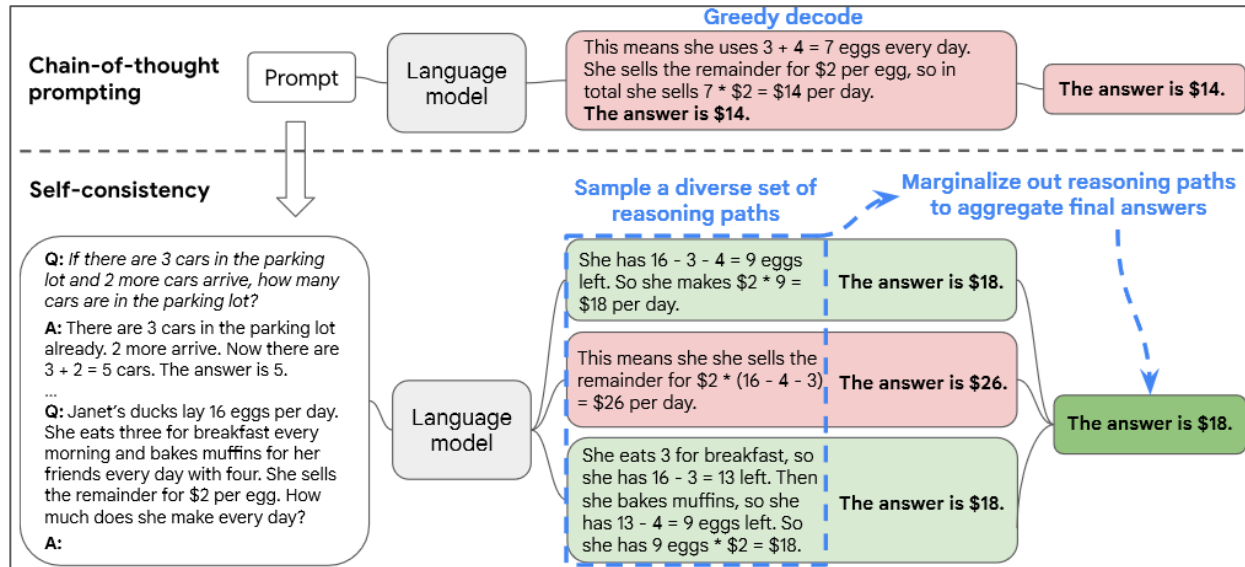 Greedy decode
Chain-of-thought
prompting
Prompt
Language
model
This means she uses 3 + 4 = 7 eggs every day.
She sells the remainder for $2 per egg, so in
total she sells 7 * $2 = $14 per day.
The answer is $14.
The answer is $14.
Self-consistency
Sample a diverse set of
reasoning paths
Marginalize out reasoning paths
to aggregate final answers
Q: If there are 3 cars in the parking
lot and 2 more cars arrive, how many
cars are in the parking lot?
A: There are 3 cars in the parking lot
already. 2 more arrive. Now there are
3 + 2 = 5 cars. The answer is 5.
...
Q: Janet's ducks lay 16 eggs per day.
She eats three for breakfast every
morning and bakes muffins for her
friends every day with four. She sells
the remainder for $2 per egg. How
much does she make every day?
A:
Language
model
She has 16 - 3 - 4 = 9 eggs
left. So she makes $2 * 9 =
$18 per day.
The answer is $18.
This means she she sells the
remainder for $2 * (16 - 4 - 3)
= $26 per day.
The answer is $26.
She eats 3 for breakfast, so
she has 16 - 3 = 13 left. Then
she bakes muffins, so she
has 13 - 4 = 9 eggs left. So
she has 9 eggs * $2 = $18.
The answer is $18.
The answer is $18.